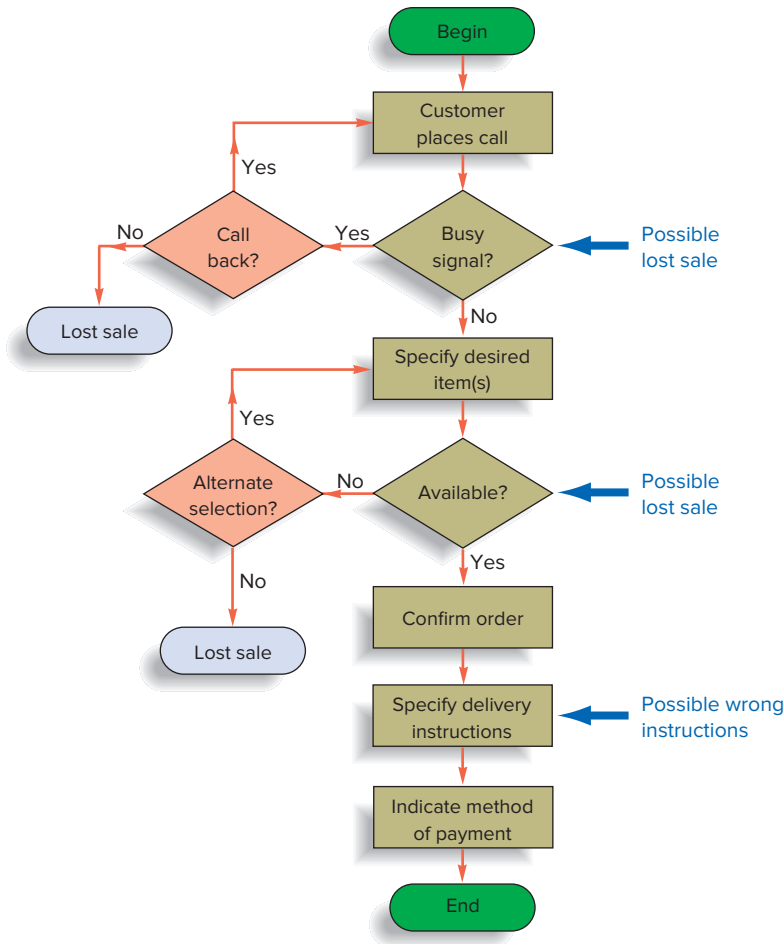 Begin
Customer
places call
Yes
No
Call
back?
Yes
Busy
signal?
Possible
lost sale
Lost sale
No
Specify desired
item(s)
Yes
Alternate
selection?
No
Available?
Possible
lost sale
No
Yes
Lost sale
Confirm order
Specify delivery
instructions
Possible wrong
instructions
Indicate method
of payment
End